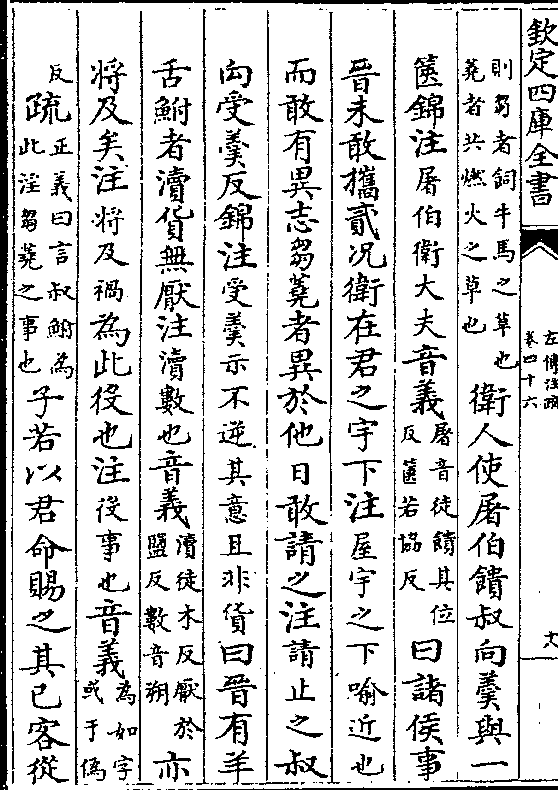 欽定四庫全書
左傳注疏
卷四十六
則芻者飼牛馬之草也
蕘者共燃火之草也
衛人使屠伯饋叔向羹與一
篋錦注屠伯衛大夫音義
屠音徒饋其位
反篋苦協反
曰諸侯事
晉未敢攜貳况衛在君之宇下注屋宇之下喻近也
而敢有異志芻蕘者異於他日敢請之注請止之叔
向受羹反錦注受羹示不逆其意且非貨曰晉有羊
舌鮒者瀆貨無厭注瀆數也音義
瀆徒木反厭於
鹽反數音朔
亦
將及矣注將及禍為此役也注役事也音義
為如字
或于偽
反
疏
正義曰言叔鮒為
此淫芻蕘之事也
子若以君命賜之其已客從